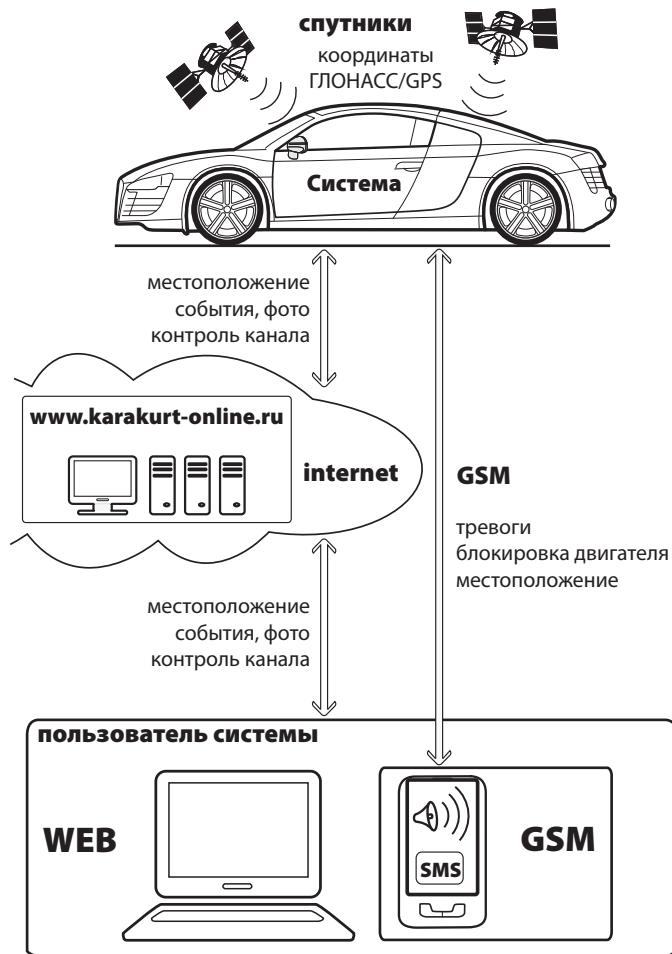 спутники
координаты
ГЛОНАСС/GPS
Система
местоположение
события, фото
контроль канала
www.karakurt-online.ru
internet
GSM
тревоги
блокировка двигателя
местоположение
местоположение
события, фото
контроль канала
пользователь системы
WEB
SMS
GSM